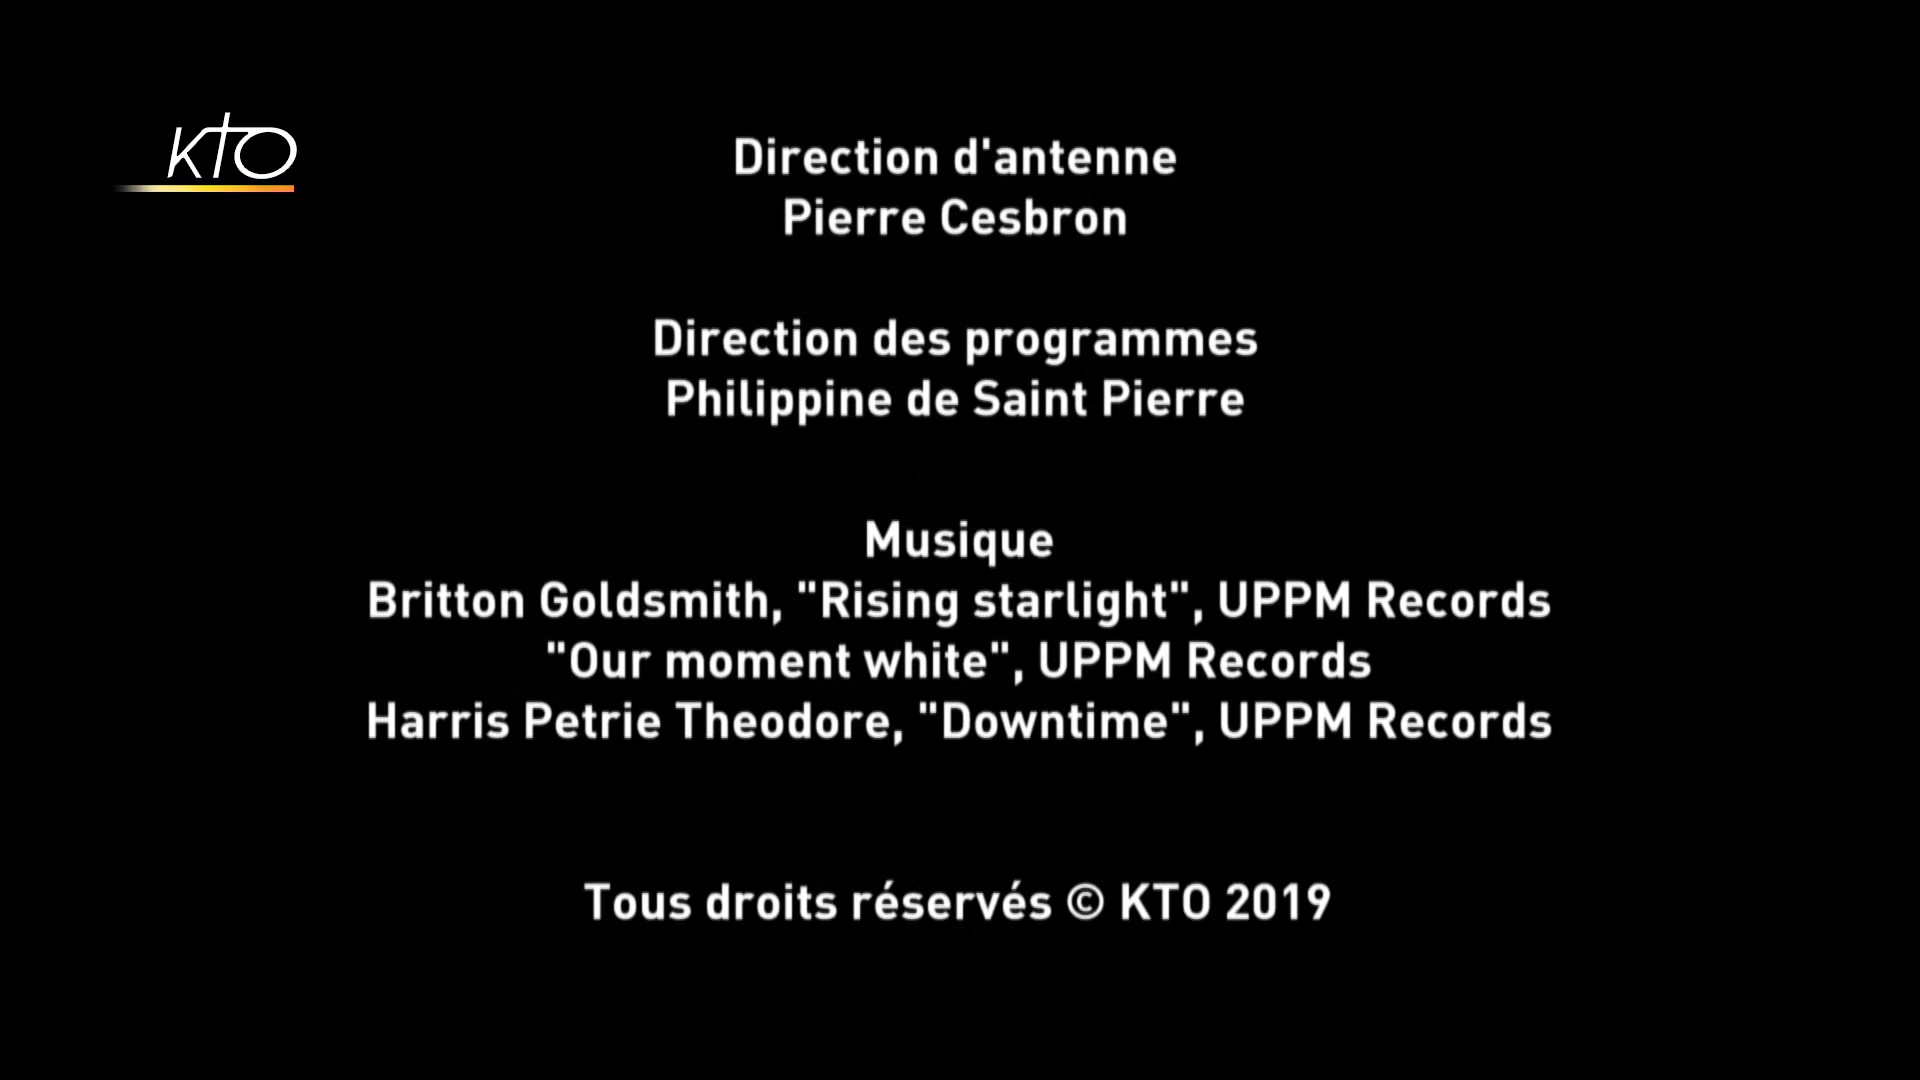 KTO
Direction d'antenne
Pierre Cesbron
Direction des programmes
Philippine de Saint Pierre
Musique
Britton Goldsmith, "Rising starlight", UPPM Records
"Our moment white", UPPM Records
Harris Petrie Theodore, "Downtime", UPPM Records
Tous droits réservés © KTO 2019